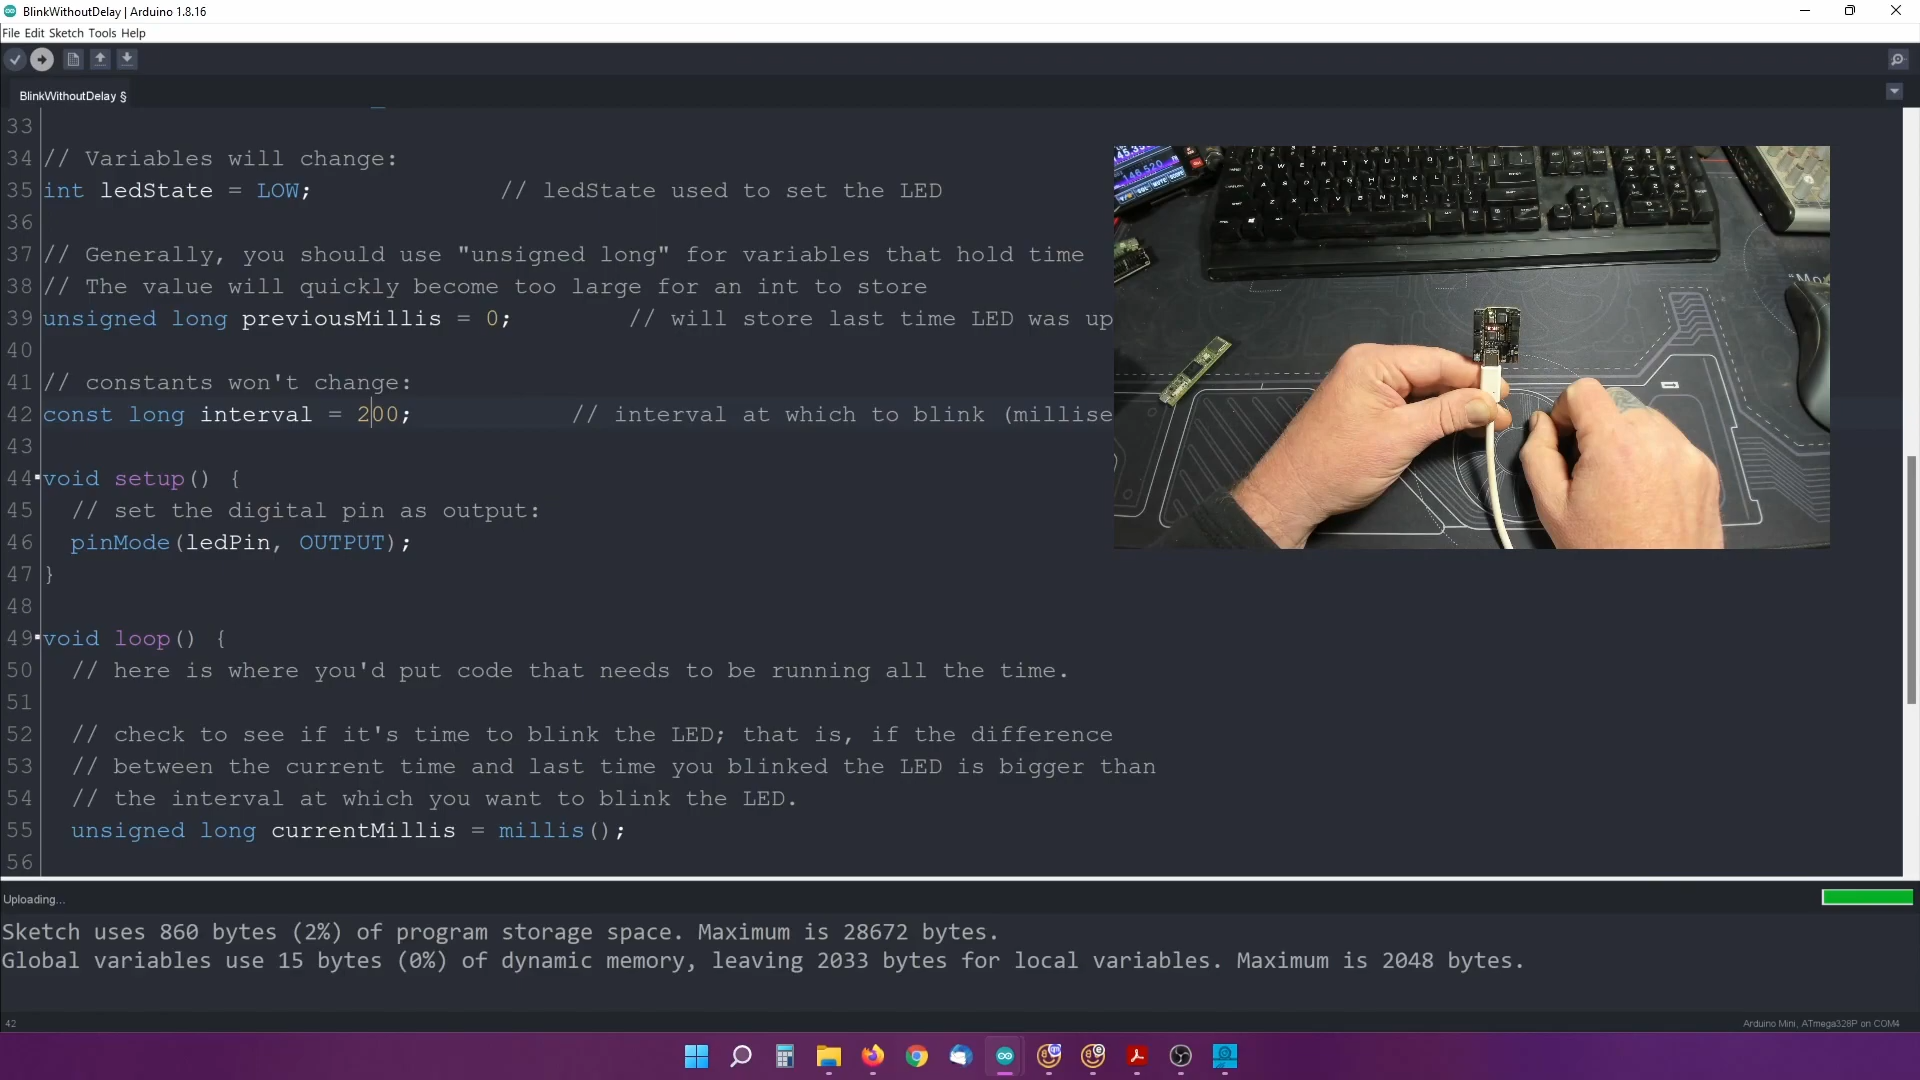 BlinkWithoutDelay | Arduino 1.8.16
File Edit Sketch Tools Help
BlinkWithoutDelay §
33
34 // Variables will change:
35 int ledState = LOW; // ledState used to set the LED
36
37 // Generally, you should use "unsigned long" for variables that hold time
38 // The value will quickly become too large for an int to store
39 unsigned long previousMillis = 0; // will store last time LED was up
40
41 // constants won't change:
42 const long interval = 200; // interval at which to blink (millise
43
44 void setup() {
45 // set the digital pin as output:
46 pinMode(ledPin, OUTPUT);
47 }
48
49 void loop() {
50 // here is where you'd put code that needs to be running all the time.
51
52 // check to see if it's time to blink the LED; that is, if the difference
53 // between the current time and last time you blinked the LED is bigger than
54 // the interval at which you want to blink the LED.
55 unsigned long currentMillis = millis();
56
146.520
Uploading...
Sketch uses 860 bytes (2%) of program storage space. Maximum is 28672 bytes.
Global variables use 15 bytes (0%) of dynamic memory, leaving 2033 bytes for local variables. Maximum is 2048 bytes.
42
Arduino Mini, ATmega328P on COM4